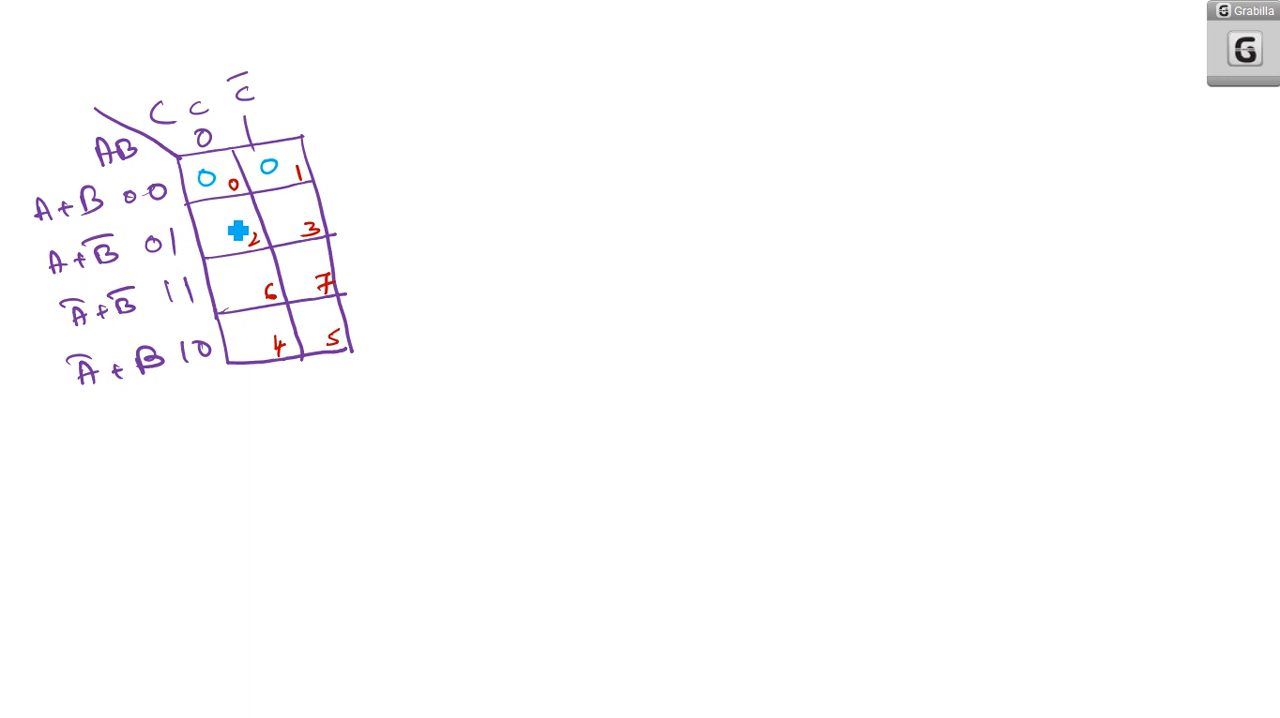 Grabilla
C C C̅
AB 0 1
A+B 00 0 0 0 1
A+B̅ 01 2 3
A̅+B̅ 11 6 7
A̅+B 10 4 5